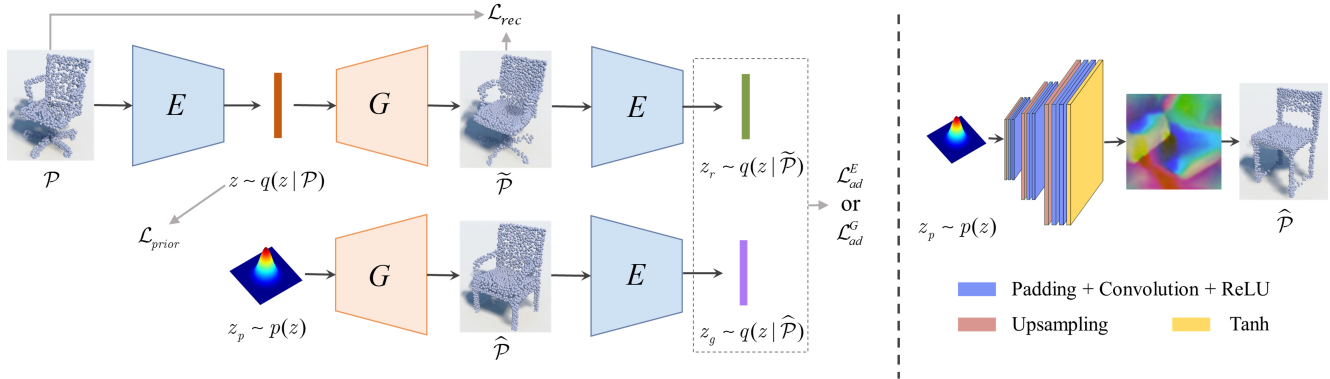 ℒ_rec
E
G
E
𝒫
z ~ q(z | 𝒫)
𝒫̃
z_r ~ q(z | 𝒫̃)
ℒ_prior
ℒ_ad^E
or
ℒ_ad^G
G
E
z_p ~ p(z)
𝒫̂
z_g ~ q(z | 𝒫̂)
z_p ~ p(z)
𝒫̂
Padding + Convolution + ReLU
Upsampling
Tanh